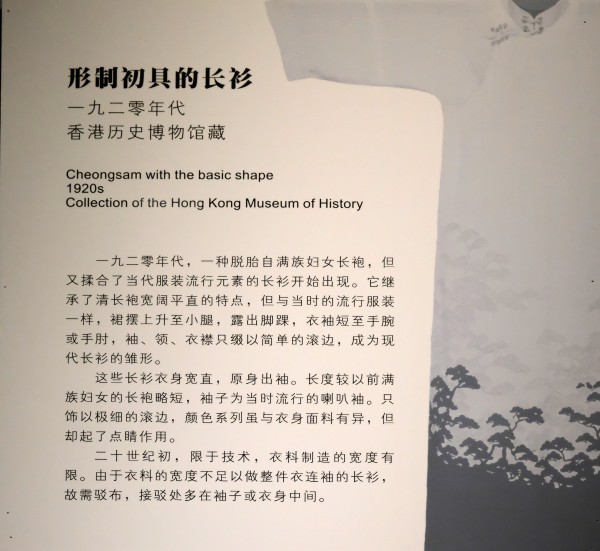 形制初具的长衫
一九二零年代
香港历史博物馆藏
Cheongsam with the basic shape
1920s
Collection of the Hong Kong Museum of History
一九二零年代，一种脱胎自满族妇女长袍，但
又揉合了当代服装流行元素的长衫开始出现。它继
承了清长袍宽阔平直的特点，但与当时的流行服装
一样，裙摆上升至小腿，露出脚踝，衣袖短至手腕
或手肘，袖、领、衣襟只缀以简单的滚边，成为现
代长衫的雏形。
这些长衫衣身宽直，原身出袖。长度较以前满
族妇女的长袍略短，袖子为当时流行的喇叭袖。只
饰以极细的滚边，颜色系列虽与衣身面料有异，但
却起了点睛作用。
二十世纪初，限于技术，衣料制造的宽度有
限。由于衣料的宽度不足以做整件衣连袖的长衫，
故需驳布，接驳处多在袖子或衣身中间。